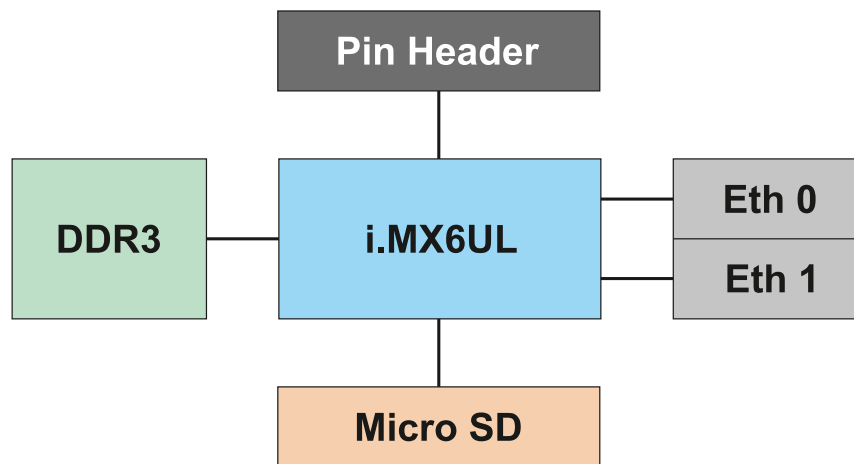 Pin Header
DDR3
i.MX6UL
Eth 0
Eth 1
Micro SD